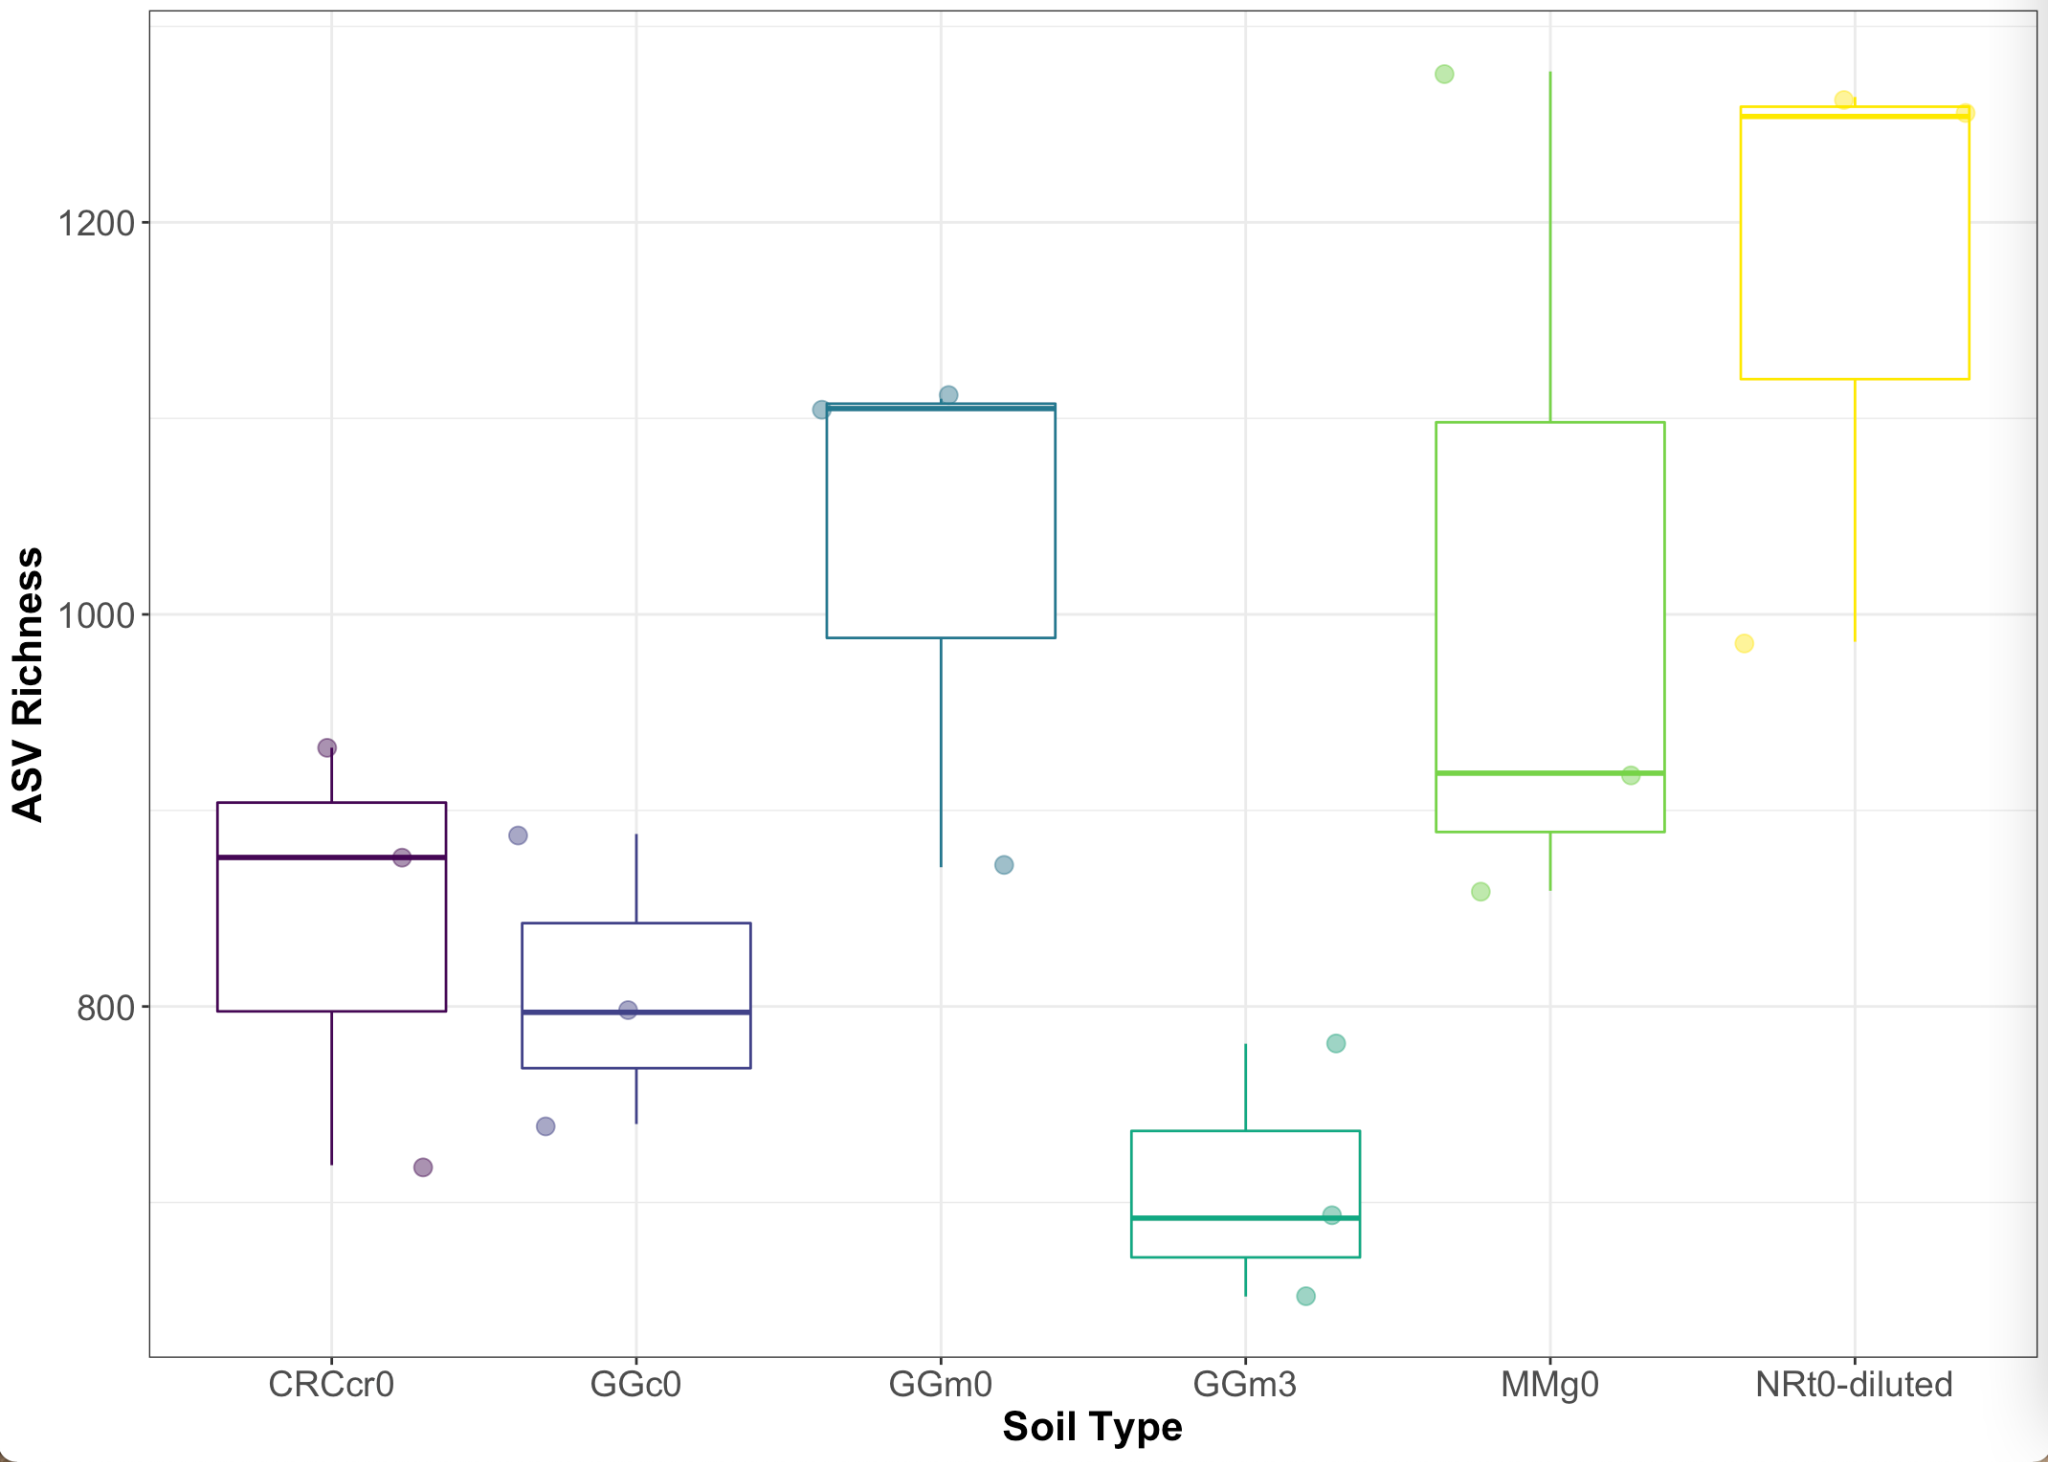 ASV Richness
1200
1000
800
CRCcr0 GGc0 GGm0 GGm3 MMg0 NRt0-diluted
Soil Type